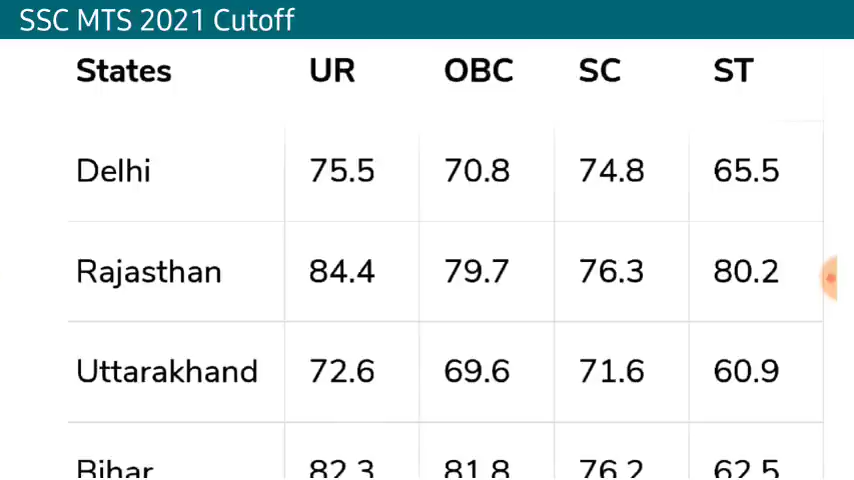 SSC MTS 2021 Cutoff
States UR OBC SC ST
Delhi 75.5 70.8 74.8 65.5
Rajasthan 84.4 79.7 76.3 80.2
Uttarakhand 72.6 69.6 71.6 60.9
Bihar 82.3 81.8 76.2 62.5